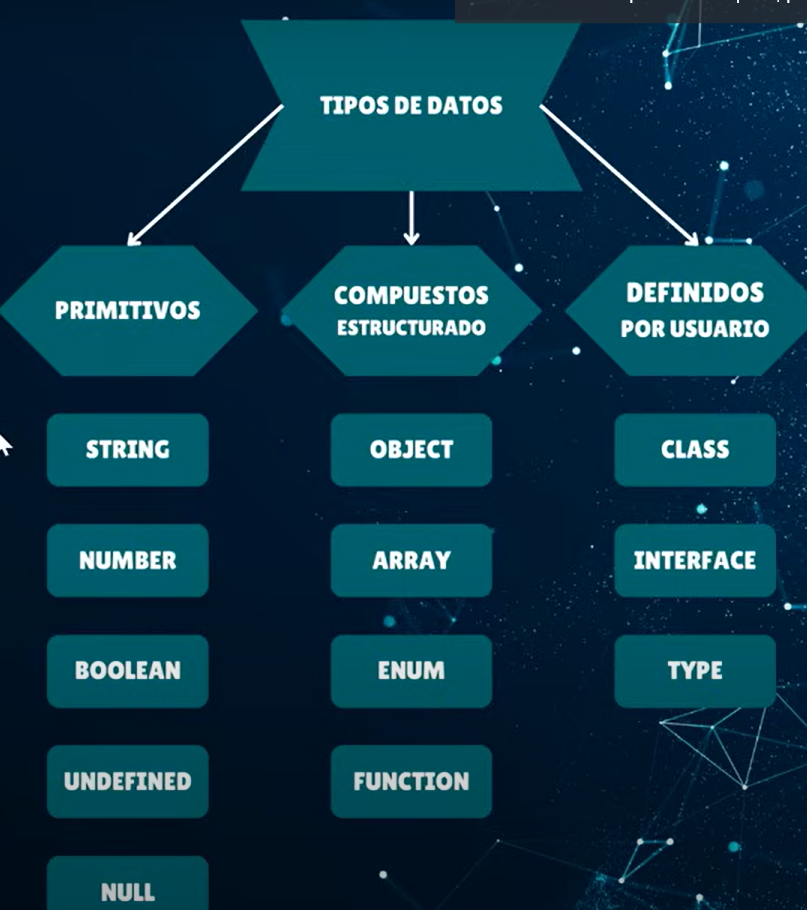 TIPOS DE DATOS
PRIMITIVOS
COMPUESTOS
ESTRUCTURADO
DEFINIDOS
POR USUARIO
STRING
OBJECT
CLASS
NUMBER
ARRAY
INTERFACE
BOOLEAN
ENUM
TYPE
UNDEFINED
FUNCTION
NULL